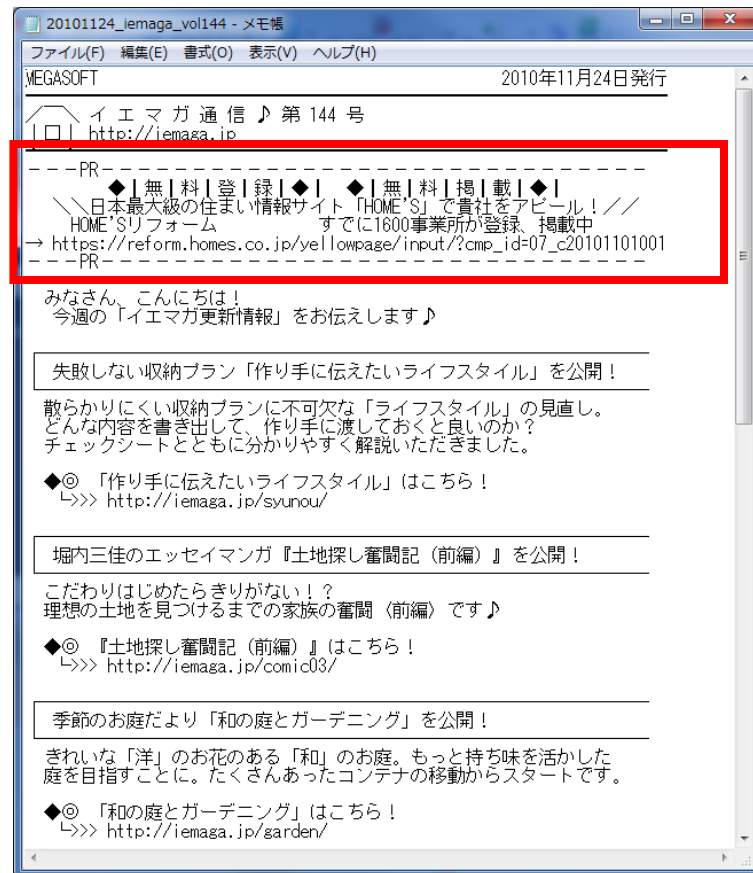 20101124_iemaga_vol144 - メモ帳
ファイル(F) 編集(E) 書式(O) 表示(V) ヘルプ(H)
MEGASOFT 2010年11月24日発行
／￣＼ イ エ マ ガ 通 信 ♪ 第 144 号
｜ロ｜ http://iemaga.jp
- - -PR- - - - - - - - - - - - - - - - - - - - - - - - - - - -
◆┃無┃料┃登┃録┃◆┃ ◆┃無┃料┃掲┃載┃◆┃
＼＼日本最大級の住まい情報サイト「HOME'S」で貴社をアピール！／／
HOME'Sリフォーム すでに1600事業所が登録、掲載中
→ https://reform.homes.co.jp/yellowpage/input/?cmp_id=07_c20101101001
- - -PR- - - - - - - - - - - - - - - - - - - - - - - - - - - -
みなさん、こんにちは！
今週の「イエマガ更新情報」をお伝えします♪
失敗しない収納プラン「作り手に伝えたいライフスタイル」を公開！
散らかりにくい収納プランに不可欠な「ライフスタイル」の見直し。
どんな内容を書き出して、作り手に渡しておくと良いのか？
チェックシートとともに分かりやすく解説いただきました。
◆◎ 「作り手に伝えたいライフスタイル」はこちら！
└>>> http://iemaga.jp/syunou/
堀内三佳のエッセイマンガ『土地探し奮闘記（前編）』を公開！
こだわりはじめたらきりがない！？
理想の土地を見つけるまでの家族の奮闘〈前編〉です♪
◆◎ 『土地探し奮闘記（前編）』はこちら！
└>>> http://iemaga.jp/comic03/
季節のお庭だより「和の庭とガーデニング」を公開！
きれいな「洋」のお花のある「和」のお庭。もっと持ち味を活かした
庭を目指すことに。たくさんあったコンテナの移動からスタートです。
◆◎ 「和の庭とガーデニング」はこちら！
└>>> http://iemaga.jp/garden/